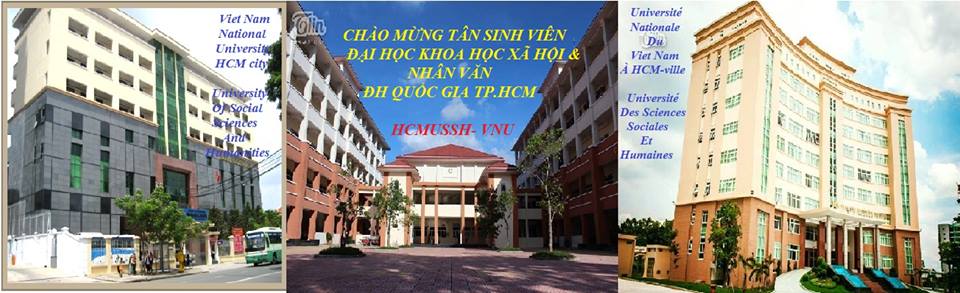 Viet Nam
National
University
HCM city
University
Of Social
Sciences
And
Humanities
CHÀO MỪNG TÂN SINH VIÊN
ĐẠI HỌC KHOA HỌC XÃ HỘI &
NHÂN VĂN
ĐH QUỐC GIA TP.HCM
HCMUSSH- VNU
Université
Nationale
Du
Viet Nam
À HCM-ville
Université
Des Sciences
Sociales
Et
Humaines